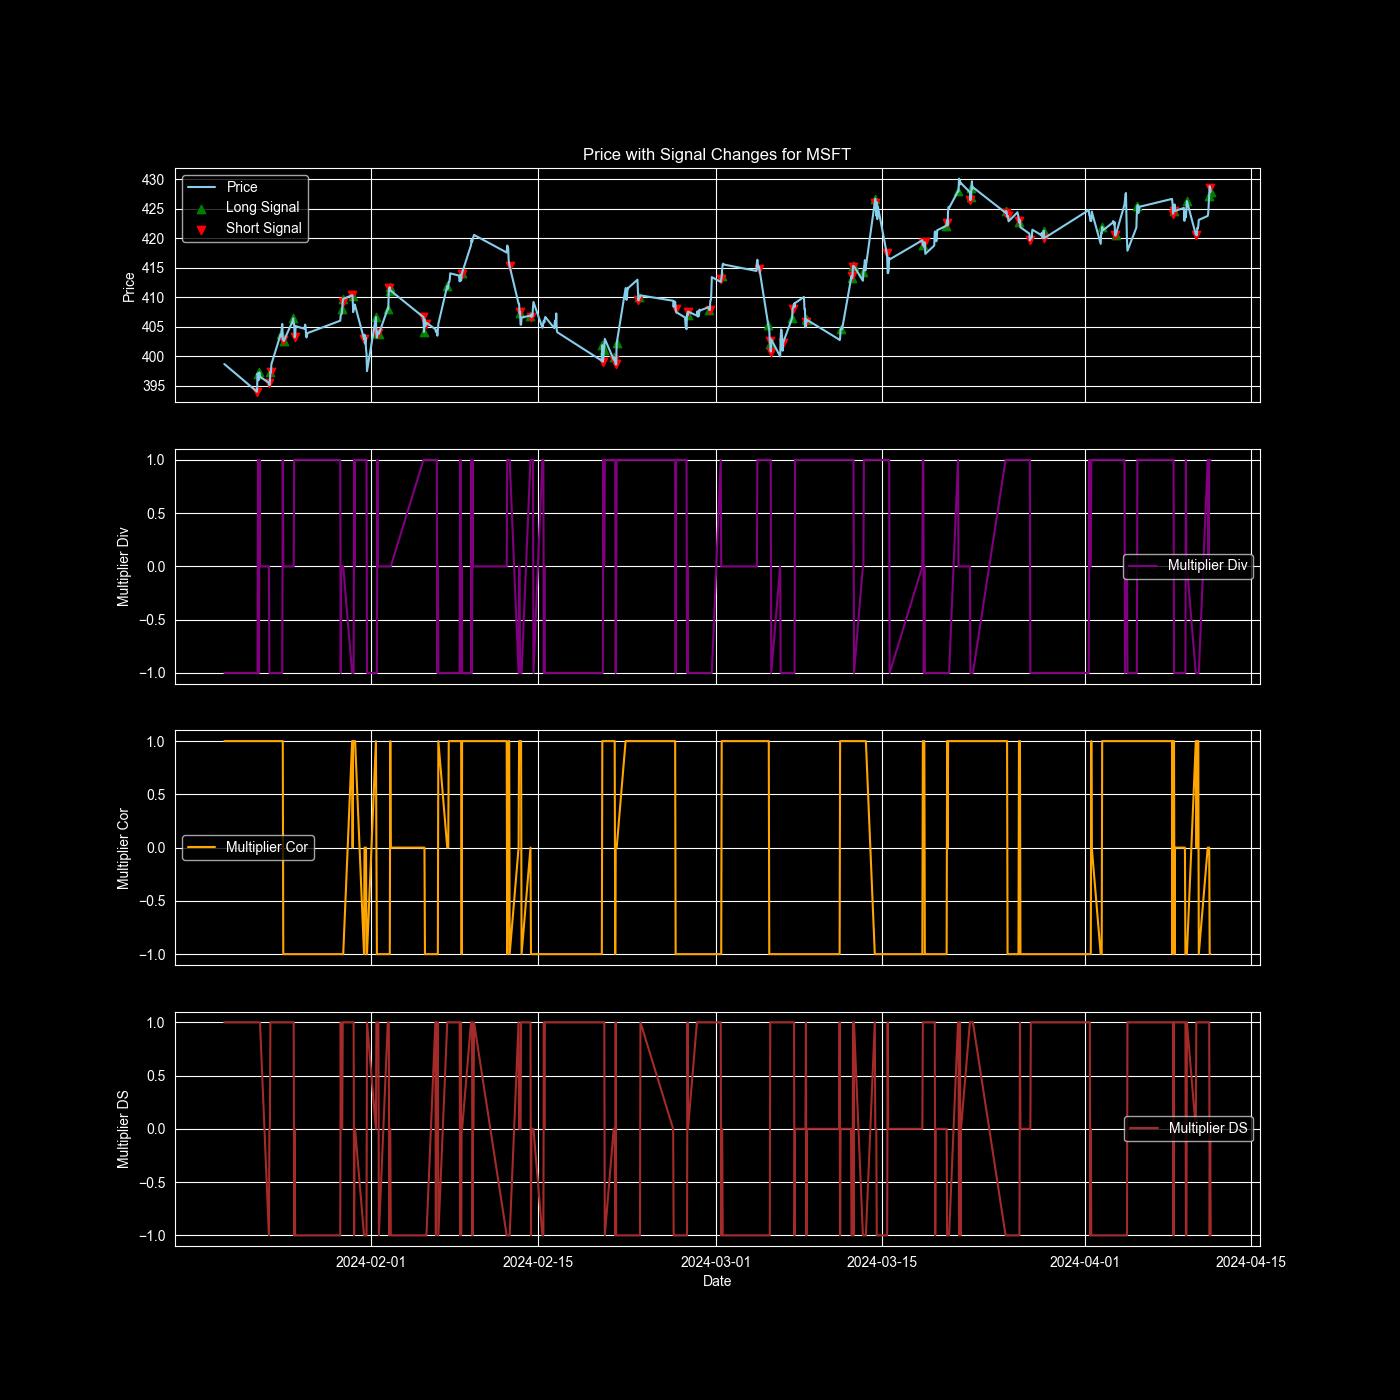 Price with Signal Changes for MSFT
430
425
420
415
410
405
400
395
Price
Price
Long Signal
Short Signal
1.0
0.5
0.0
−0.5
−1.0
Multiplier Div
Multiplier Div
1.0
0.5
0.0
−0.5
−1.0
Multiplier Cor
Multiplier Cor
1.0
0.5
0.0
−0.5
−1.0
Multiplier DS
Multiplier DS
2024-02-01 2024-02-15 2024-03-01 2024-03-15 2024-04-01 2024-04-15
Date